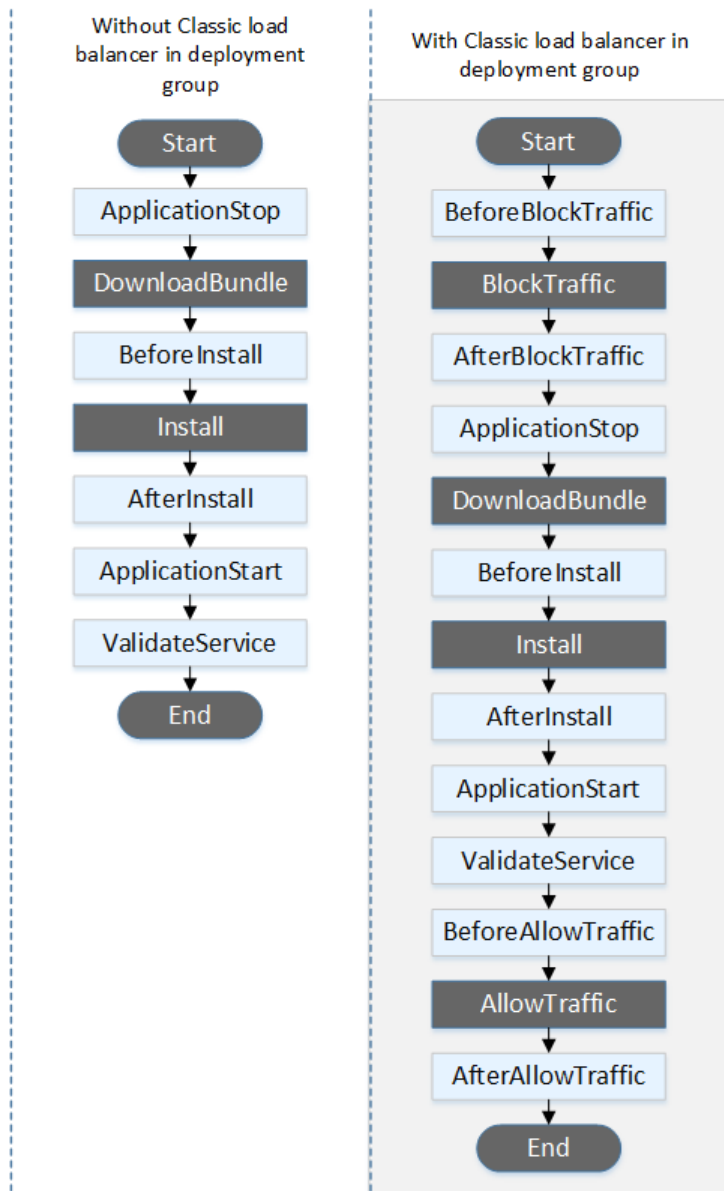 Without Classic load
balancer in deployment
group
Start
ApplicationStop
DownloadBundle
BeforeInstall
Install
AfterInstall
ApplicationStart
ValidateService
End
With Classic load balancer in
deployment group
Start
BeforeBlockTraffic
BlockTraffic
AfterBlockTraffic
ApplicationStop
DownloadBundle
BeforeInstall
Install
AfterInstall
ApplicationStart
ValidateService
BeforeAllowTraffic
AllowTraffic
AfterAllowTraffic
End